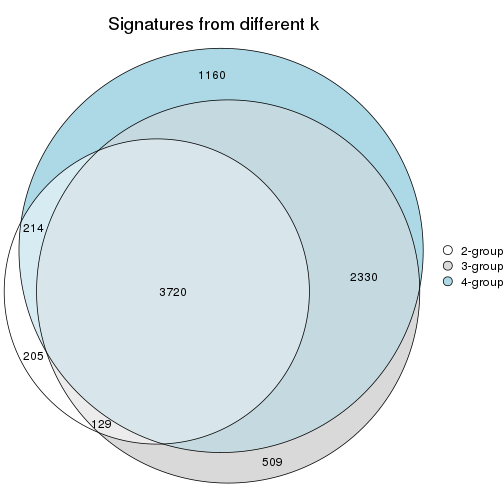 Signatures from different k
1160
214
2330
3720
205
129
509
2-group
3-group
4-group